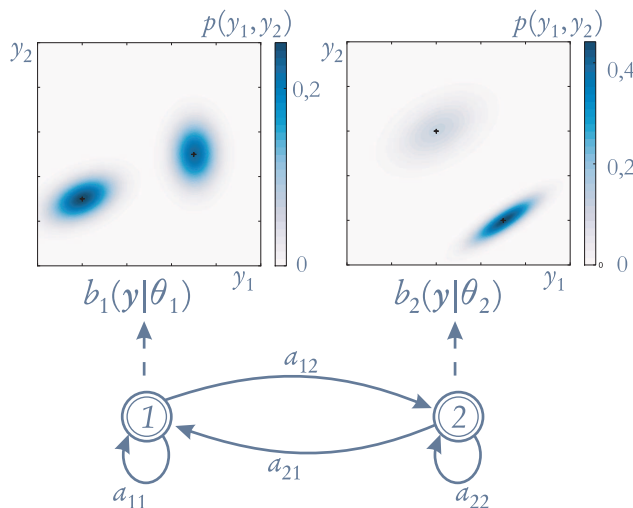 p(y₁, y₂)
p(y₁, y₂)
y₂
y₂
0,2
0,4
0,2
0
0
0
y₁
y₁
b₁(y|θ₁)
b₂(y|θ₂)
a₁₂
1
2
a₂₁
a₁₁
a₂₂